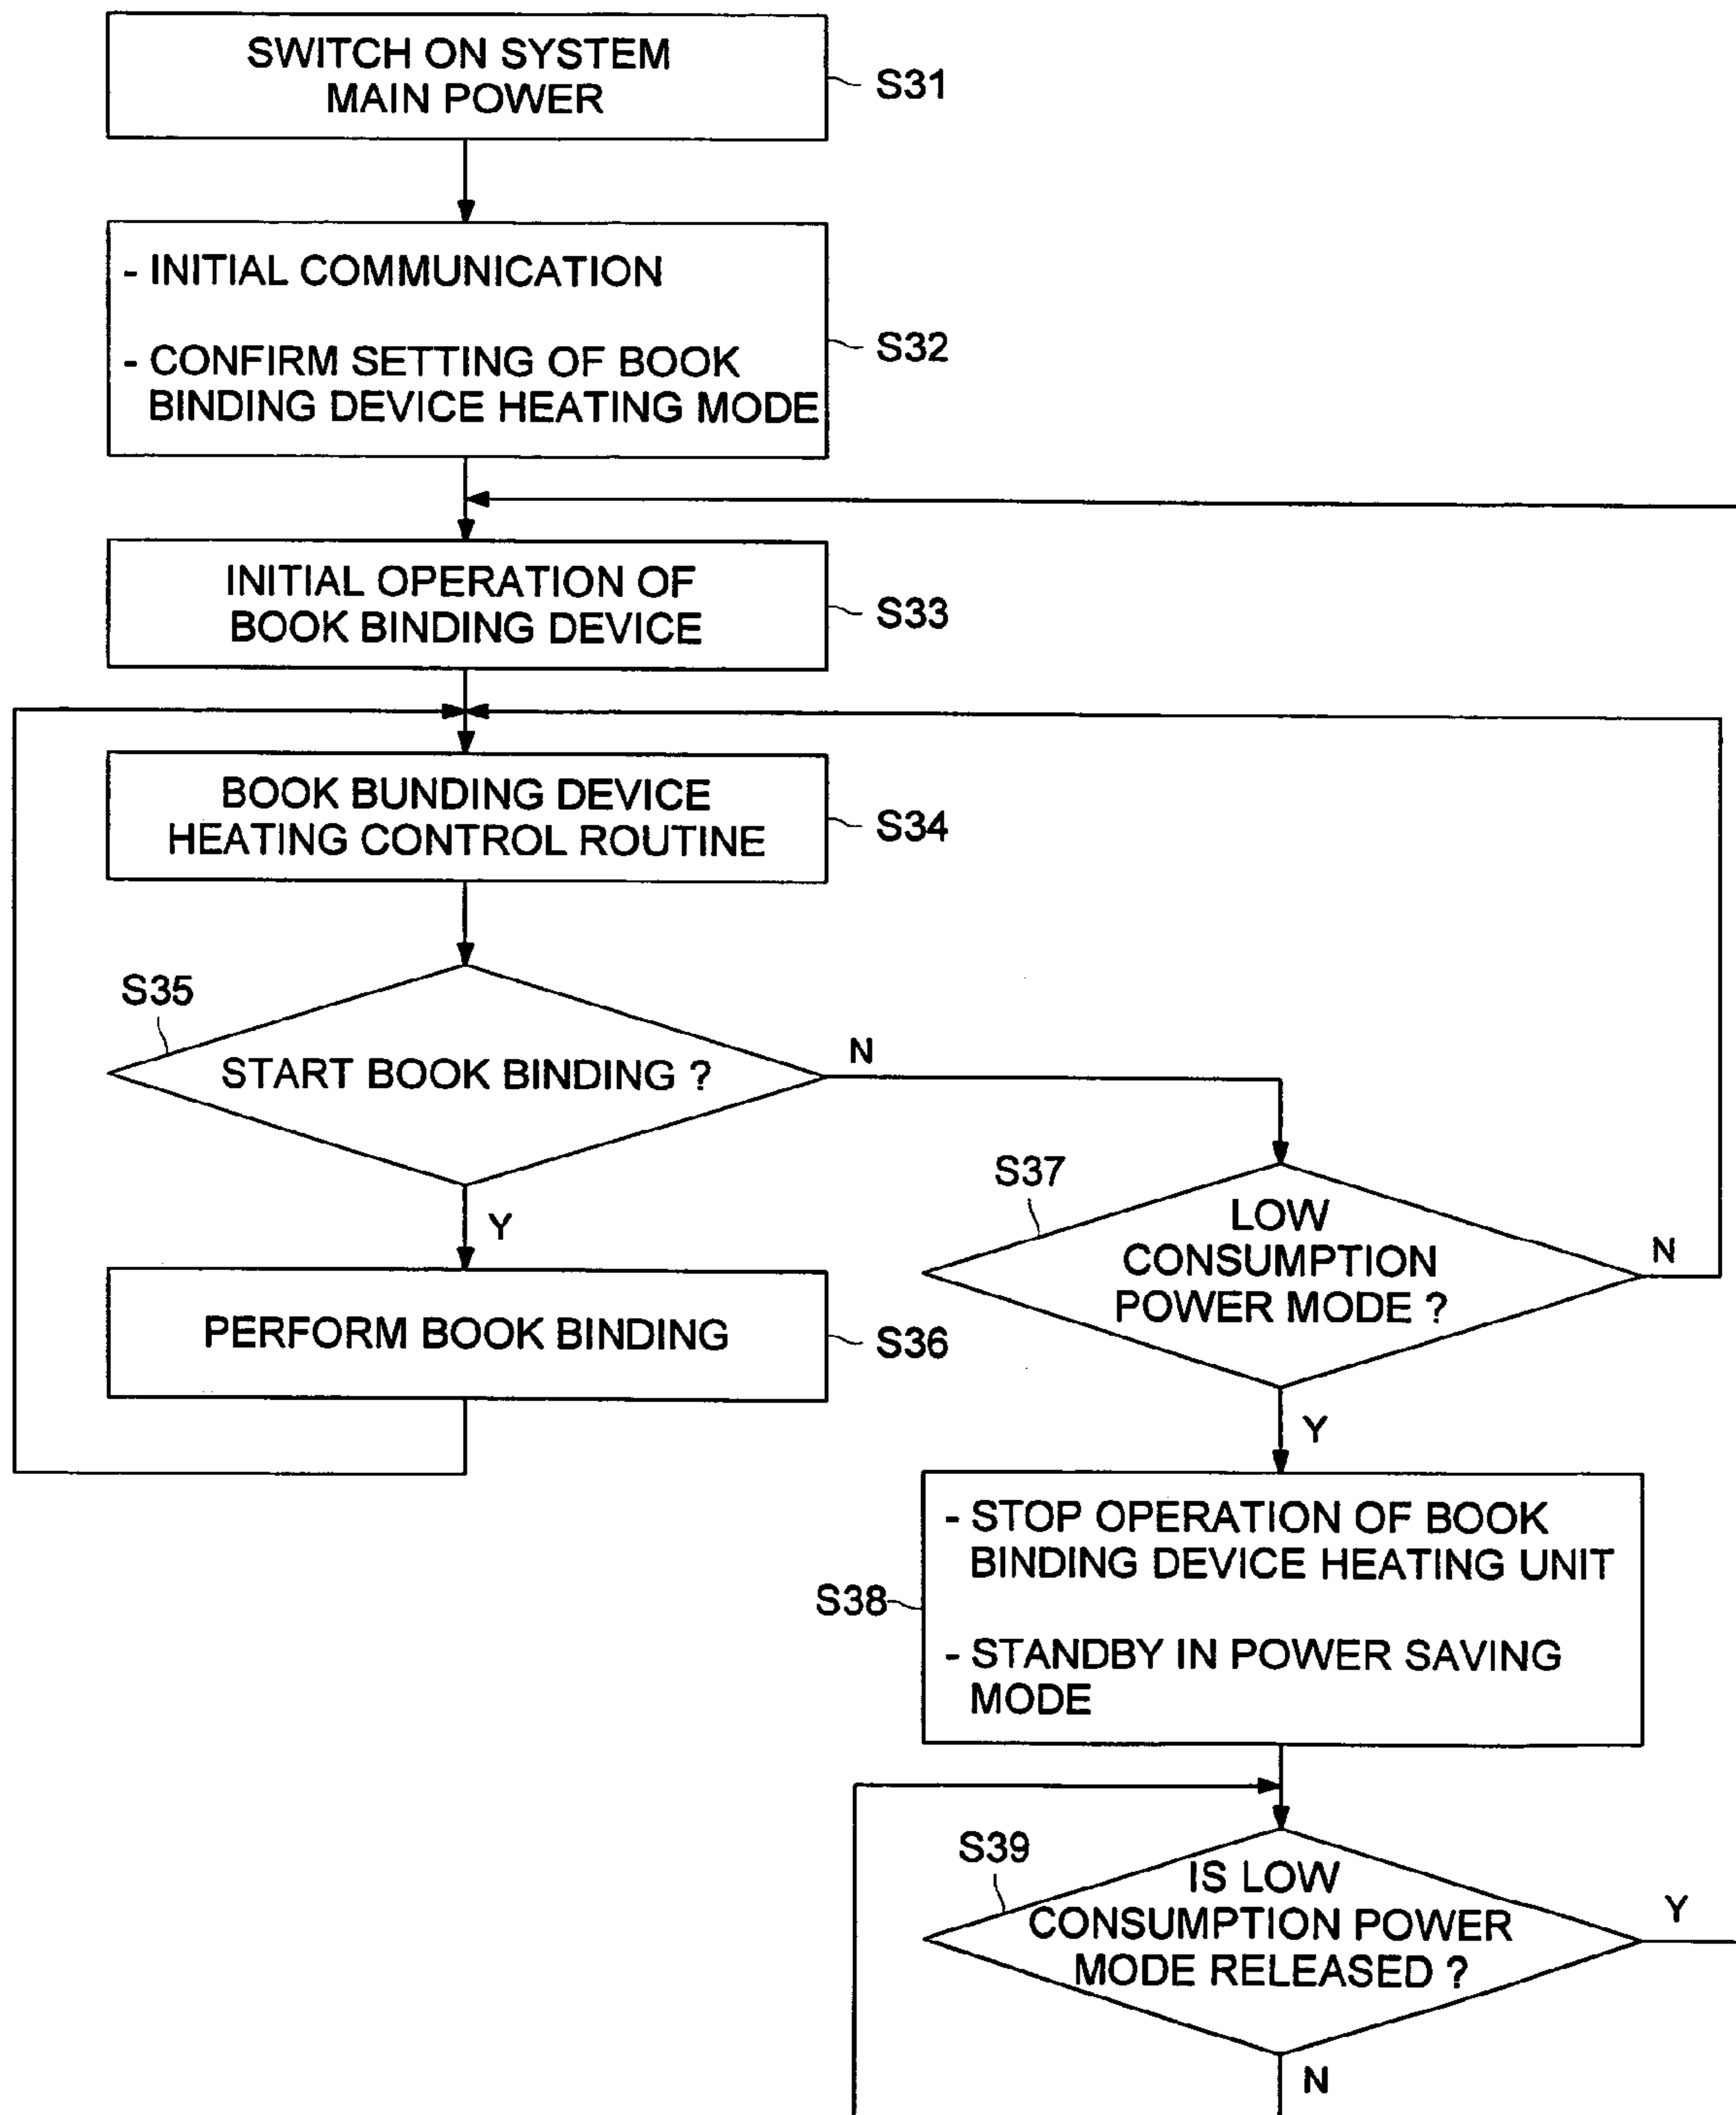 SWITCH ON SYSTEM
MAIN POWER
S31
- INITIAL COMMUNICATION
- CONFIRM SETTING OF BOOK
BINDING DEVICE HEATING MODE
S32
INITIAL OPERATION OF
BOOK BINDING DEVICE
S33
BOOK BUNDING DEVICE
HEATING CONTROL ROUTINE
S34
S35
START BOOK BINDING ?
N
Y
PERFORM BOOK BINDING
S36
S37
LOW
CONSUMPTION
POWER MODE ?
N
Y
- STOP OPERATION OF BOOK
BINDING DEVICE HEATING UNIT
- STANDBY IN POWER SAVING
MODE
S38
S39
IS LOW
CONSUMPTION POWER
MODE RELEASED ?
Y
N